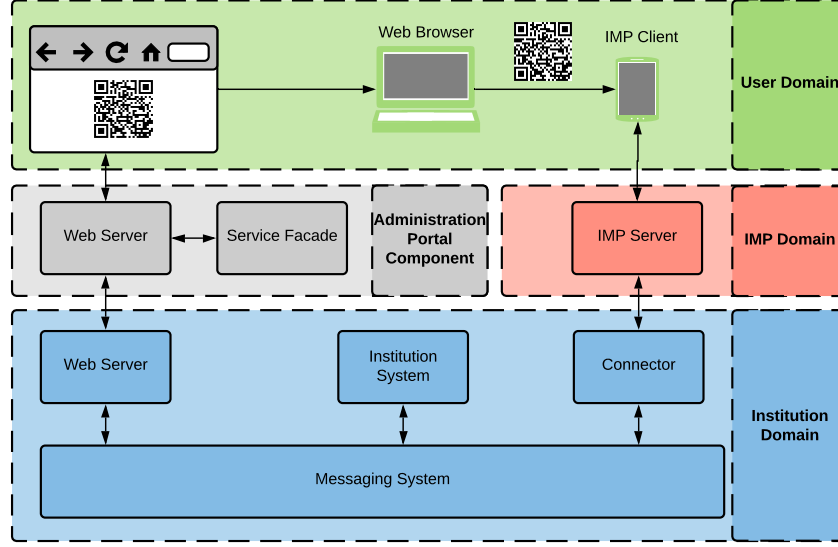 Web Browser
IMP Client
User Domain
Web Server
Service Facade
Administration
Portal
Component
IMP Server
IMP Domain
Web Server
Institution
System
Connector
Institution
Domain
Messaging System